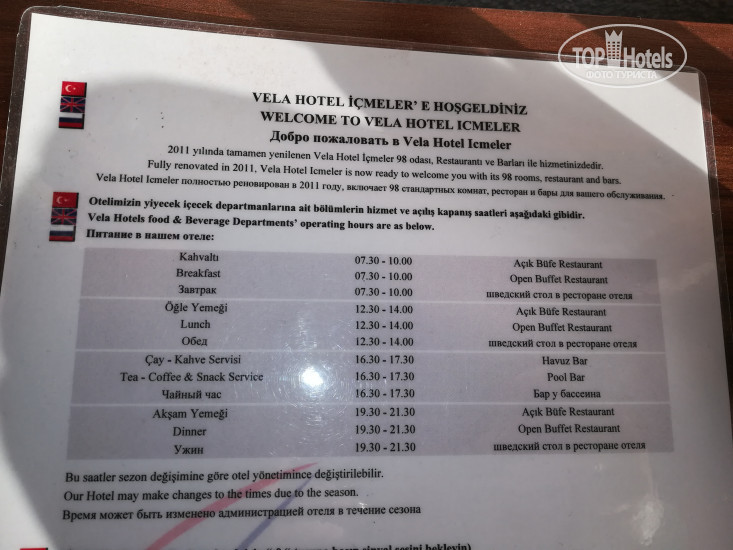 TOPHotels
ФОТО ТУРИСТА
VELA HOTEL İÇMELER' E HOŞGELDİNİZ
WELCOME TO VELA HOTEL ICMELER
Добро пожаловать в Vela Hotel Icmeler
2011 yılında tamamen yenilenen Vela Hotel İçmeler 98 odası, Restaurantı ve Barları ile hizmetinizdedir.
Fully renovated in 2011, Vela Hotel Icmeler is now ready to welcome you with its 98 rooms, restaurant and bars.
Vela Hotel Icmeler полностью реновирован в 2011 году, включает 98 стандартных комнат, ресторан и бары для вашего обслуживания.
Otelimizin yiyecek içecek departmanlarına ait bölümlerin hizmet ve açılış kapanış saatleri aşağıdaki gibidir.
Vela Hotels food & Beverage Departments' operating hours are as below.
Питание в нашем отеле:
Kahvaltı 07.30 - 10.00 Açık Büfe Restaurant
Breakfast 07.30 - 10.00 Open Buffet Restaurant
Завтрак 07.30 - 10.00 шведский стол в ресторане отеля
Öğle Yemeği 12.30 - 14.00 Açık Büfe Restaurant
Lunch 12.30 - 14.00 Open Buffet Restaurant
Обед 12.30 - 14.00 шведский стол в ресторане отеля
Çay - Kahve Servisi 16.30 - 17.30 Havuz Bar
Tea - Coffee & Snack Service 16.30 - 17.30 Pool Bar
Чайный час 16.30 - 17.30 Бар у бассеина
Akşam Yemeği 19.30 - 21.30 Açık Büfe Restaurant
Dinner 19.30 - 21.30 Open Buffet Restaurant
Ужин 19.30 - 21.30 шведский стол в ресторане отеля
Bu saatler sezon değişimine göre otel yönetimince değiştirilebilir.
Our Hotel may make changes to the times due to the season.
Время может быть изменено администрацией отеля в течение сезона
sesini bekleyin)